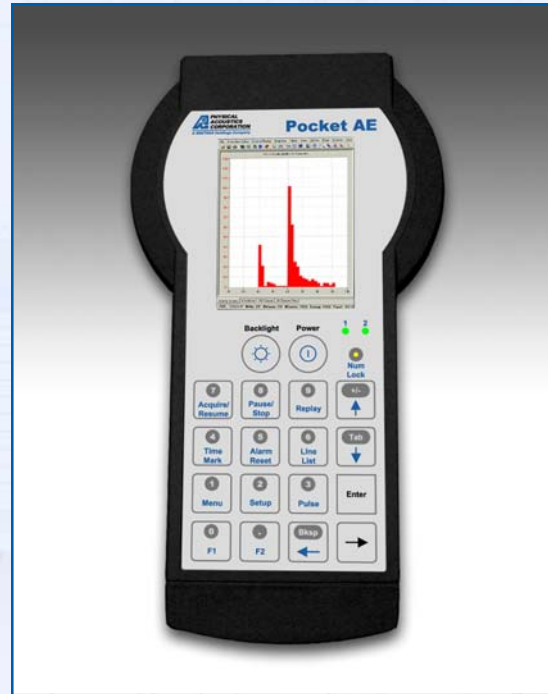 PHYSICAL
ACOUSTICS
CORPORATION
Pocket AE
Backlight Power 1 2
Num
Lock
7 8 9 +/-
Acquire/
Resume
Pause/
Stop
Replay
4 5 6 Tab
Time
Mark
Alarm
Reset
Line
List
1 2 3
Menu Setup Pulse Enter
0 . Bksp
F1 F2